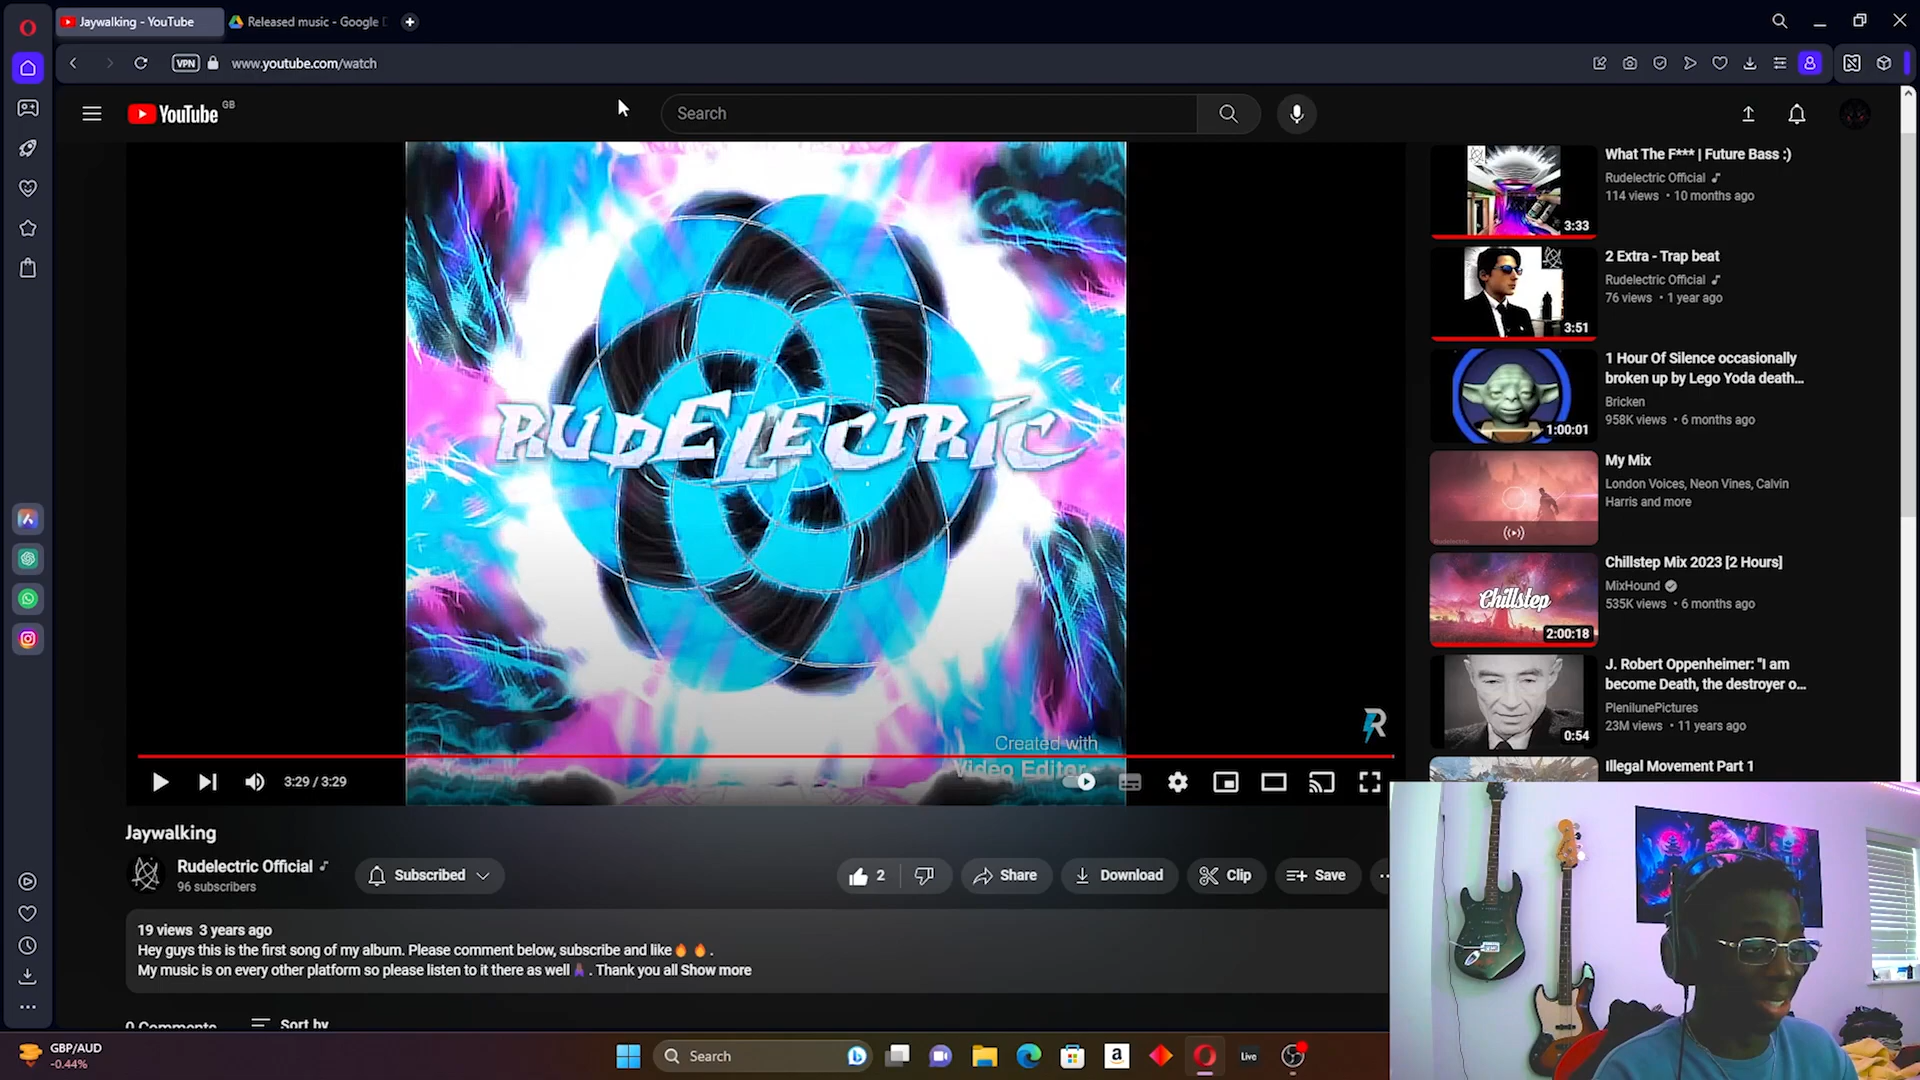 Jaywalking - YouTube
Released music - Google D
VPN
www.youtube.com/watch
YouTube GB
Search
RUDELECTRIC
Created with
Video Editor
3:29 / 3:29
Jaywalking
Rudelectric Official
96 subscribers
Subscribed
2
Share
Download
Clip
Save
19 views 3 years ago
Hey guys this is the first song of my album. Please comment below, subscribe and like🔥 🔥 .
My music is on every other platform so please listen to it there as well . Thank you all Show more
0 Comments
Sort by
What The F*** | Future Bass :)
Rudelectric Official
114 views • 10 months ago
3:33
2 Extra - Trap beat
Rudelectric Official
76 views • 1 year ago
3:51
1 Hour Of Silence occasionally
broken up by Lego Yoda death...
Bricken
958K views • 6 months ago
1:00:01
My Mix
London Voices, Neon Vines, Calvin
Harris and more
Chillstep Mix 2023 [2 Hours]
MixHound
535K views • 6 months ago
Chillstep
2:00:18
J. Robert Oppenheimer: "I am
become Death, the destroyer o...
PlenilunePictures
23M views • 11 years ago
0:54
Illegal Movement Part 1
GBP/AUD
-0.44%
Search
a
Live